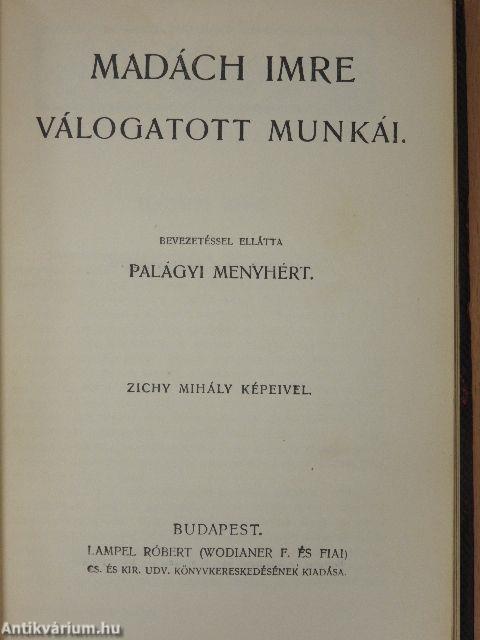 MADÁCH IMRE
VÁLOGATOTT MUNKÁI.
BEVEZETÉSSEL ELLÁTTA
PALÁGYI MENYHÉRT.
ZICHY MIHÁLY KÉPEIVEL.
BUDAPEST.
LAMPEL RÓBERT (WODIANER F. ÉS FIAI)
CS. ÉS KIR. UDV. KÖNYVKERESKEDÉSÉNEK KIADÁSA.
Antikvárium.hu